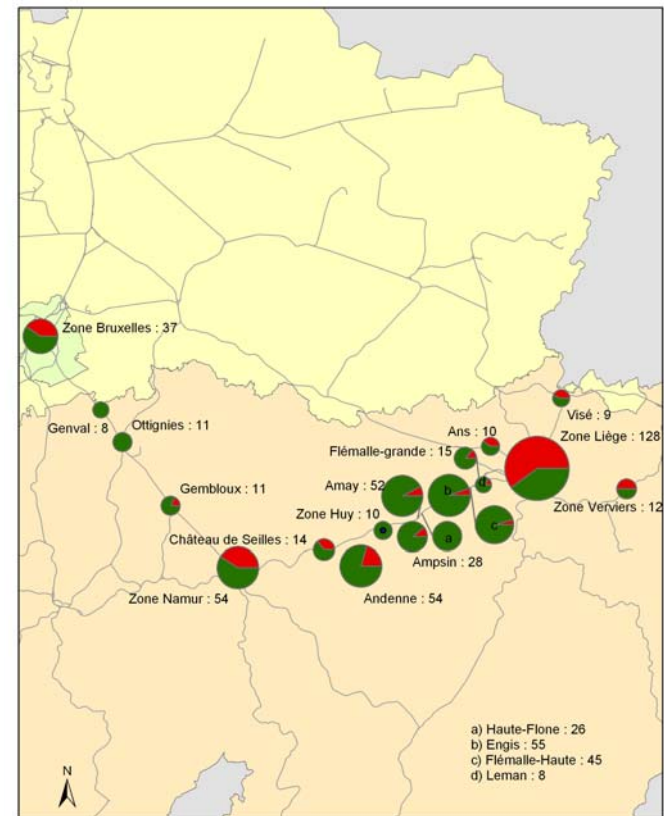 Zone Bruxelles : 37
Genval : 8
Ottignies : 11
Visé : 9
Ans : 10
Zone Liège : 128
Flémalle-grande : 15
Gembloux : 11
Amay : 52
b
d
Zone Verviers : 12
Zone Huy : 10
c
Château de Seilles : 14
a
Ampsin : 28
Zone Namur : 54
Andenne : 54
a) Haute-Flone : 26
b) Engis : 55
c) Flémalle-Haute : 45
d) Leman : 8
N